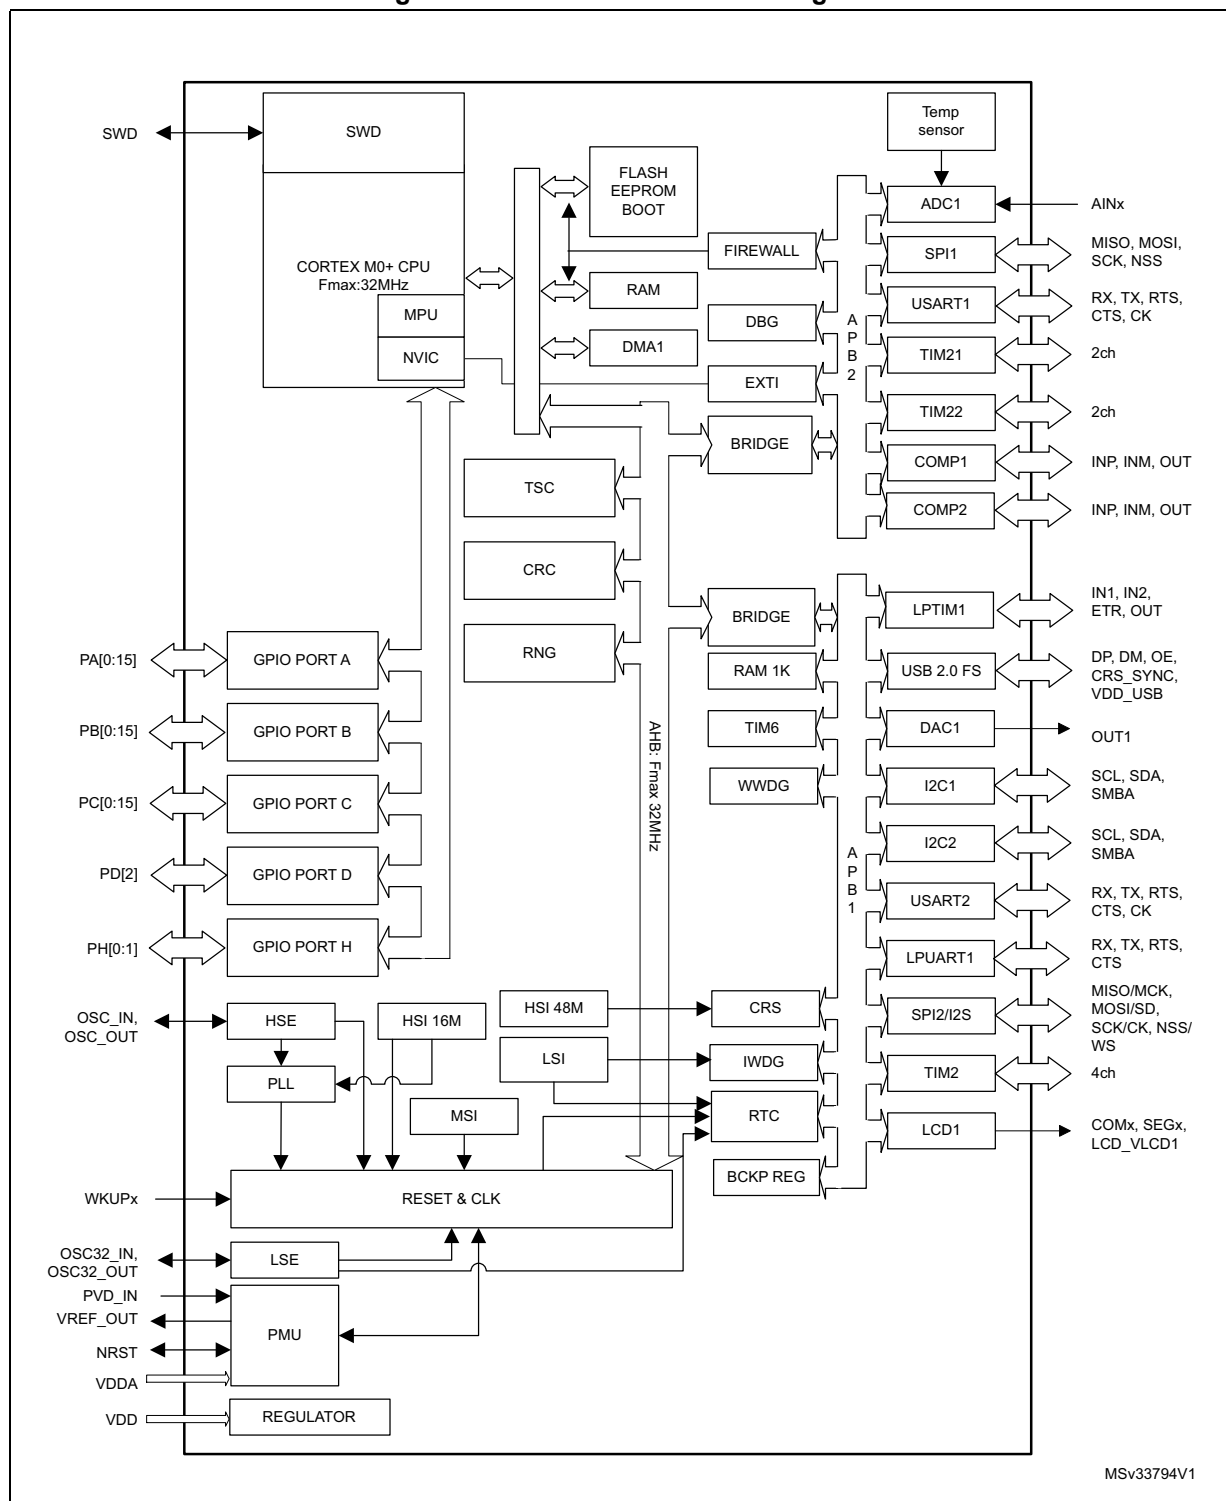 SWD
SWD
CORTEX M0+ CPU
Fmax:32MHz
MPU
NVIC
FLASH
EEPROM
BOOT
RAM
DMA1
FIREWALL
DBG
EXTI
BRIDGE
APB2
Temp
sensor
ADC1
AINx
SPI1
MISO, MOSI,
SCK, NSS
USART1
RX, TX, RTS,
CTS, CK
TIM21
2ch
TIM22
2ch
COMP1
INP, INM, OUT
COMP2
INP, INM, OUT
TSC
CRC
RNG
AHB: Fmax 32MHz
BRIDGE
RAM 1K
TIM6
WWDG
APB1
LPTIM1
IN1, IN2,
ETR, OUT
USB 2.0 FS
DP, DM, OE,
CRS_SYNC,
VDD_USB
DAC1
OUT1
I2C1
SCL, SDA,
SMBA
I2C2
SCL, SDA,
SMBA
USART2
RX, TX, RTS,
CTS, CK
LPUART1
RX, TX, RTS,
CTS
SPI2/I2S
MISO/MCK,
MOSI/SD,
SCK/CK, NSS/
WS
TIM2
4ch
LCD1
COMx, SEGx,
LCD_VLCD1
PA[0:15]
GPIO PORT A
PB[0:15]
GPIO PORT B
PC[0:15]
GPIO PORT C
PD[2]
GPIO PORT D
PH[0:1]
GPIO PORT H
OSC_IN,
OSC_OUT
HSE
HSI 16M
PLL
MSI
HSI 48M
CRS
LSI
IWDG
RTC
BCKP REG
WKUPx
RESET & CLK
OSC32_IN,
OSC32_OUT
LSE
PVD_IN
VREF_OUT
NRST
VDDA
PMU
VDD
REGULATOR
MSv33794V1